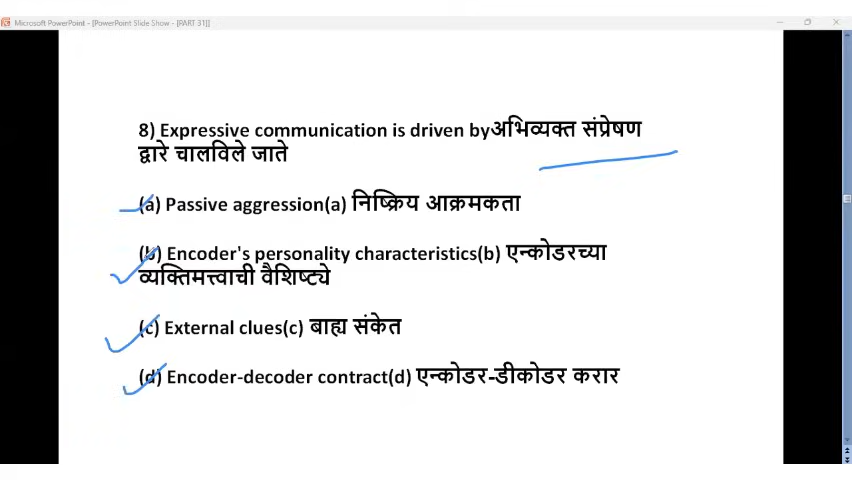 Microsoft PowerPoint - [PowerPoint Slide Show - [PART 31]]
8) Expressive communication is driven byअभिव्यक्त संप्रेषण
द्वारे चालविले जाते
(a) Passive aggression(a) निष्क्रिय आक्रमकता
(b) Encoder's personality characteristics(b) एन्कोडरच्या
व्यक्तिमत्त्वाची वैशिष्ट्ये
(c) External clues(c) बाह्य संकेत
(d) Encoder-decoder contract(d) एन्कोडर-डीकोडर करार